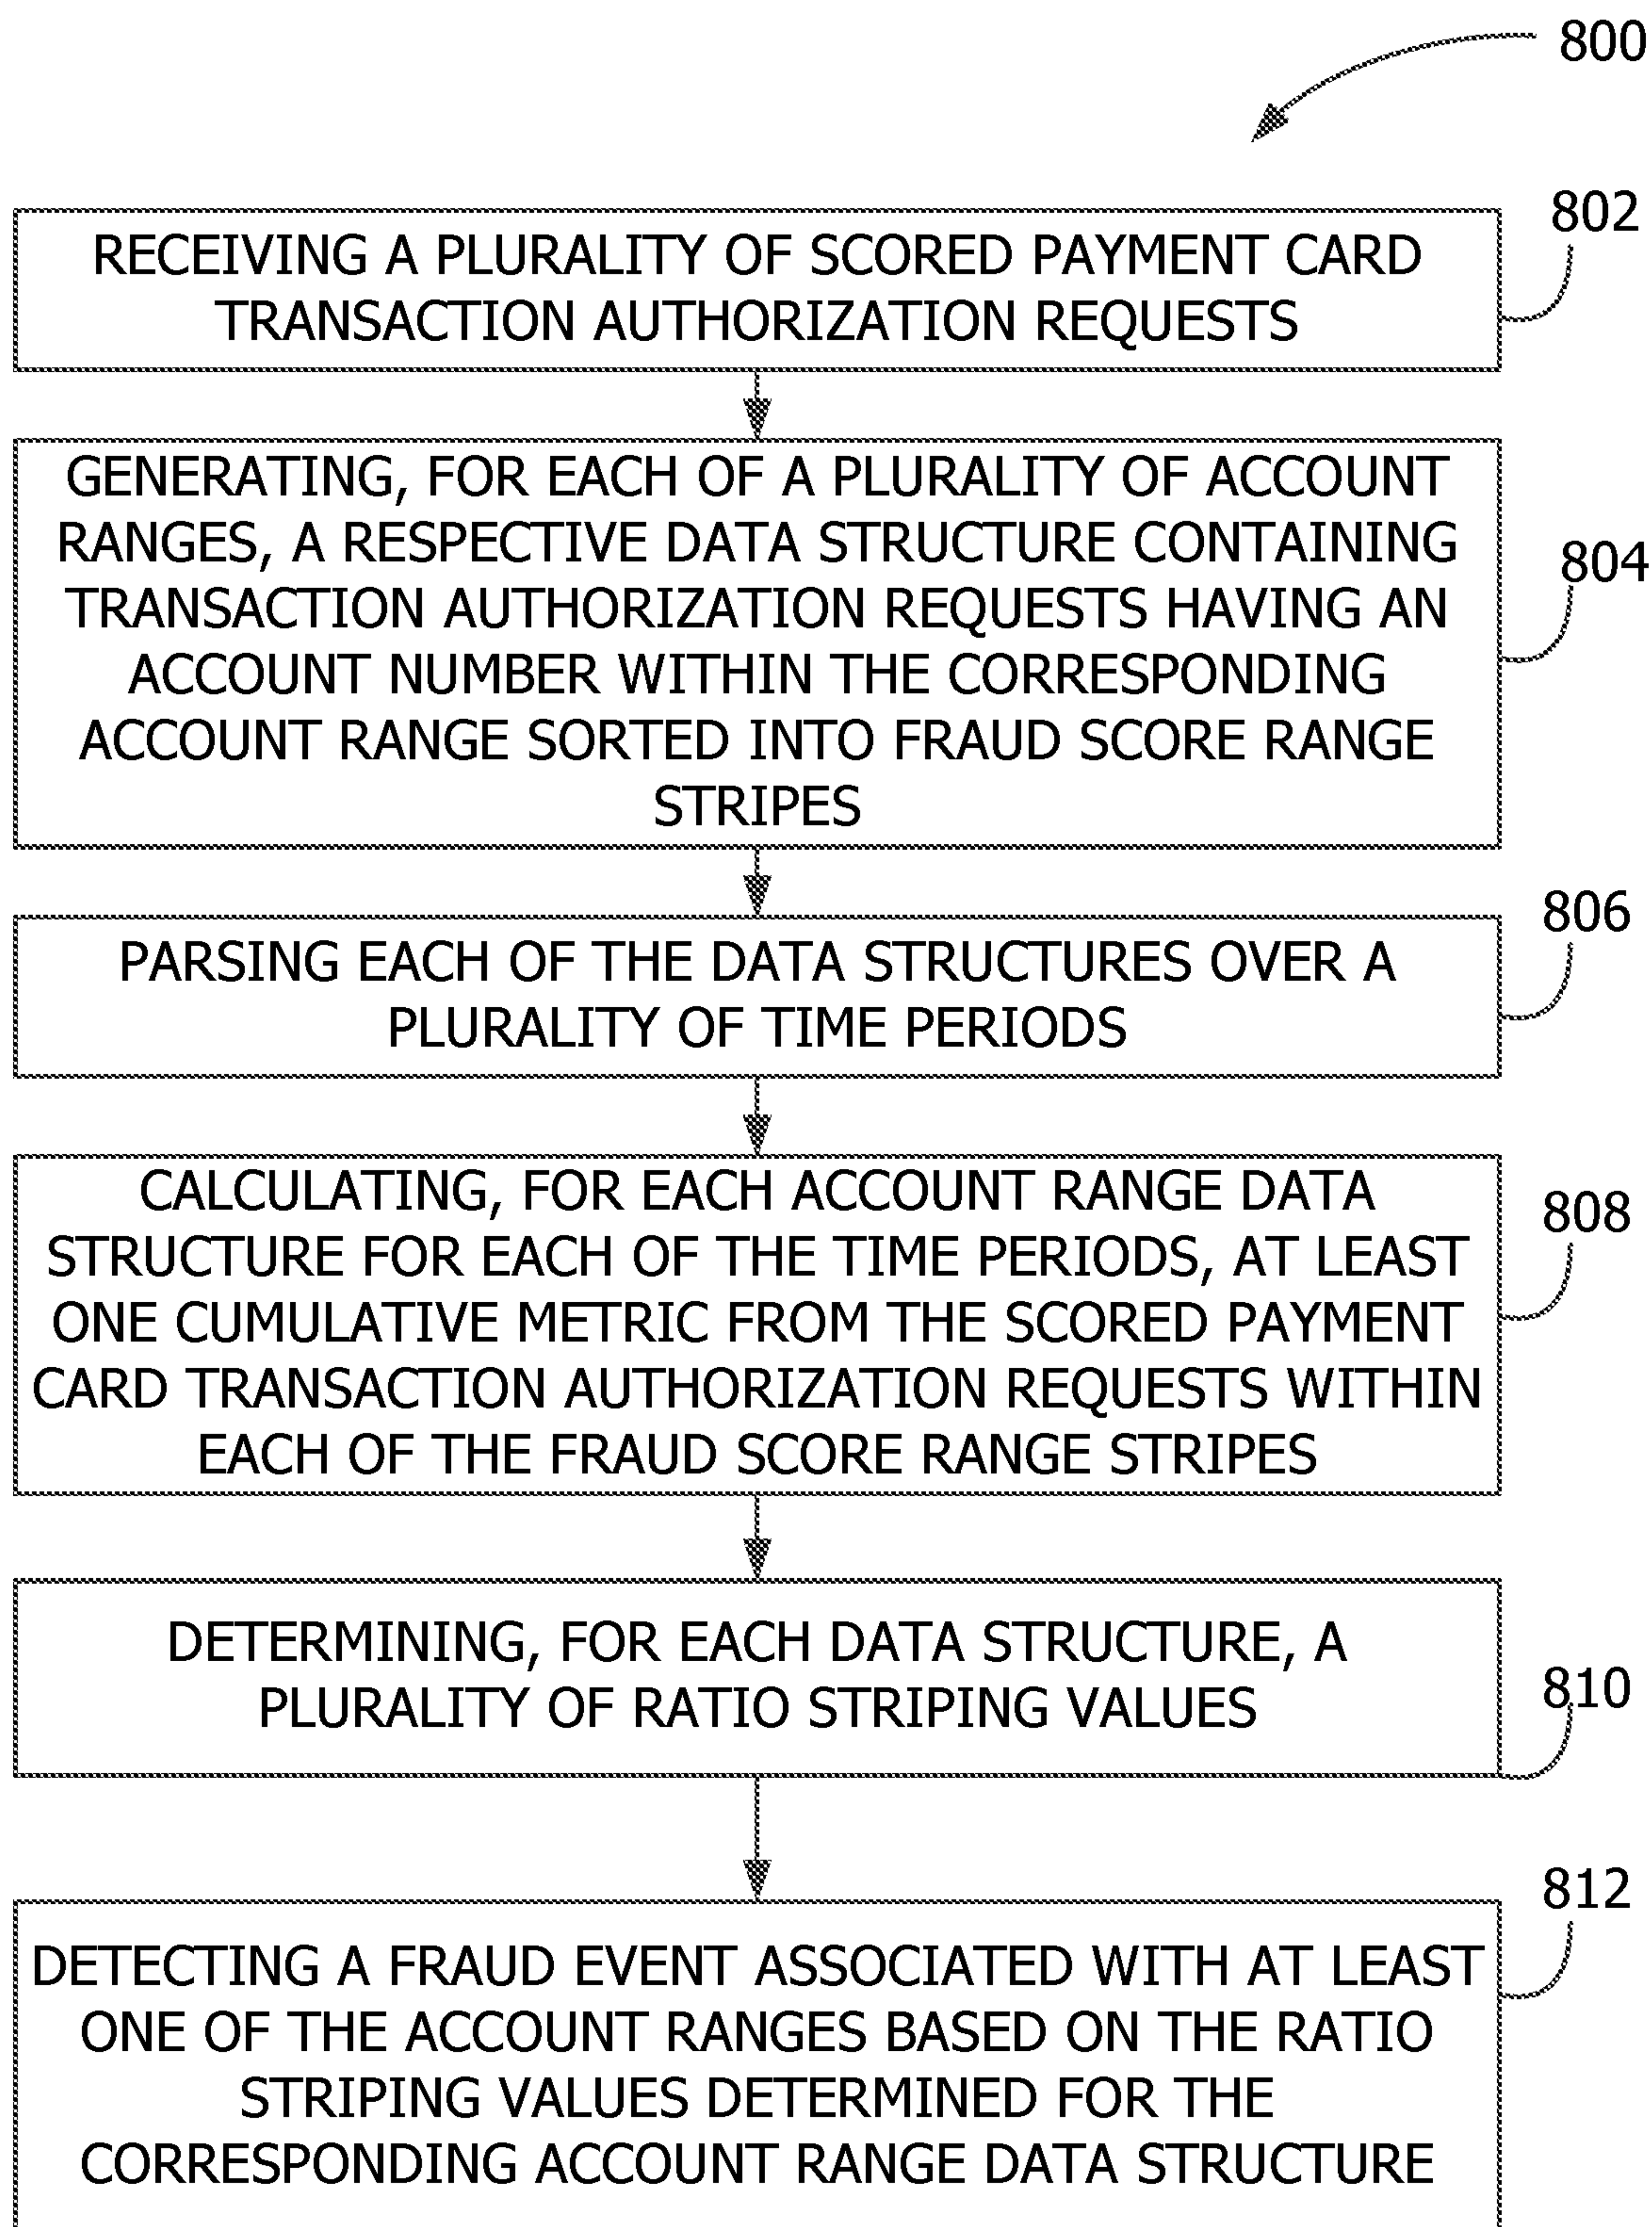 800
802
RECEIVING A PLURALITY OF SCORED PAYMENT CARD
TRANSACTION AUTHORIZATION REQUESTS
804
GENERATING, FOR EACH OF A PLURALITY OF ACCOUNT
RANGES, A RESPECTIVE DATA STRUCTURE CONTAINING
TRANSACTION AUTHORIZATION REQUESTS HAVING AN
ACCOUNT NUMBER WITHIN THE CORRESPONDING
ACCOUNT RANGE SORTED INTO FRAUD SCORE RANGE
STRIPES
806
PARSING EACH OF THE DATA STRUCTURES OVER A
PLURALITY OF TIME PERIODS
808
CALCULATING, FOR EACH ACCOUNT RANGE DATA
STRUCTURE FOR EACH OF THE TIME PERIODS, AT LEAST
ONE CUMULATIVE METRIC FROM THE SCORED PAYMENT
CARD TRANSACTION AUTHORIZATION REQUESTS WITHIN
EACH OF THE FRAUD SCORE RANGE STRIPES
810
DETERMINING, FOR EACH DATA STRUCTURE, A
PLURALITY OF RATIO STRIPING VALUES
812
DETECTING A FRAUD EVENT ASSOCIATED WITH AT LEAST
ONE OF THE ACCOUNT RANGES BASED ON THE RATIO
STRIPING VALUES DETERMINED FOR THE
CORRESPONDING ACCOUNT RANGE DATA STRUCTURE